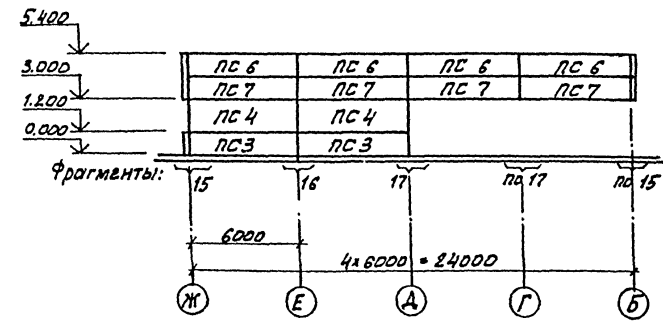 5.400
3.000
1.200
0.000
ПС 6 ПС 6 ПС 6 ПС 6
ПС 7 ПС 7 ПС 7 ПС 7
ПС 4 ПС 4
ПС 3 ПС 3
Фрагменты: 15 16 17 по 17 по 15
6000
4х6000 = 24000
Ж Е Д Г Б